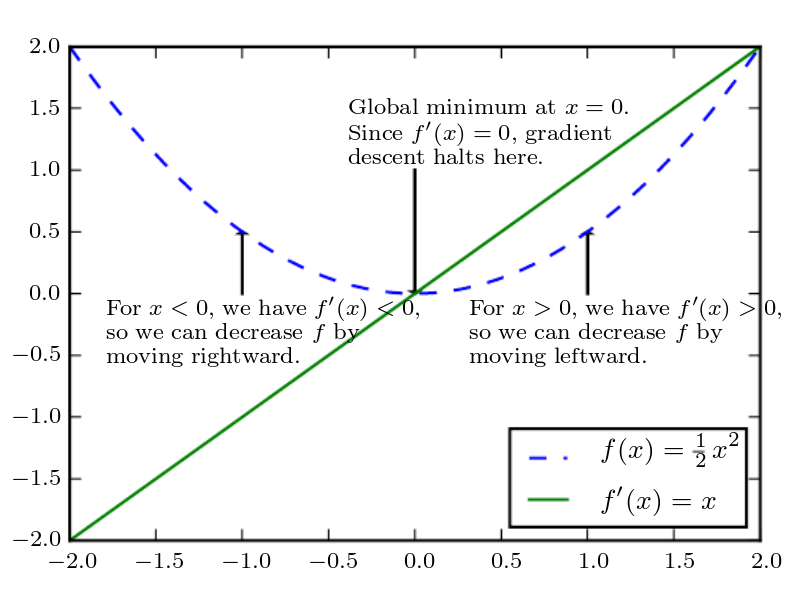 2.0
1.5
1.0
0.5
0.0
−0.5
−1.0
−1.5
−2.0
Global minimum at x = 0.
Since f′(x) = 0, gradient
descent halts here.
For x < 0, we have f′(x) < 0,
so we can decrease f by
moving rightward.
For x > 0, we have f′(x) > 0,
so we can decrease f by
moving leftward.
f(x) = ½ x²
f′(x) = x
−2.0 −1.5 −1.0 −0.5 0.0 0.5 1.0 1.5 2.0